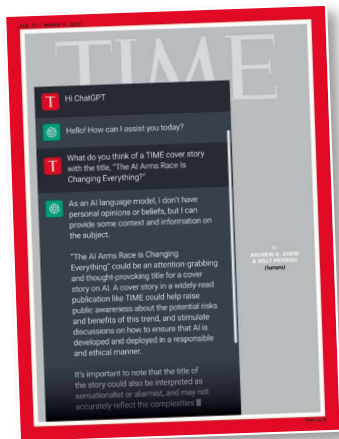 TIME
T Hi ChatGPT
Hello! How can I assist you today?
T What do you think of a TIME cover story
with the title, "The AI Arms Race Is
Changing Everything?"
As an AI language model, I don't have
personal opinions or beliefs, but I can
provide some context and information on
the subject.
"The AI Arms Race Is Changing
Everything" could be an attention-grabbing
and thought-provoking title for a cover
story on AI. A cover story in a widely-read
publication like TIME could help raise
public awareness about the potential risks
and benefits of this trend, and stimulate
discussions on how to ensure that AI is
developed and deployed in a responsible
and ethical manner.
It's important to note that the title of
the story could also be interpreted as
sensationalist or alarmist, and may not
accurately reflect the complexities
by
ANDREW R. CHOW
& BILLY PERRIGO
(humans)